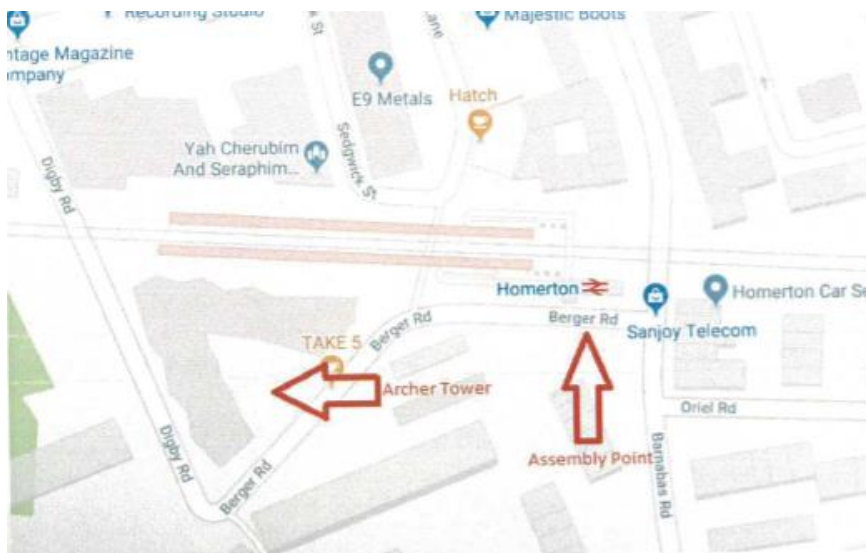 Recording Studio
Majestic Boots
ntage Magazine
ompany
St
Lane
E9 Metals
Hatch
Yah Cherubim
And Seraphim...
Sedgwick St
Digby Rd
Homerton
Homerton Car Se
Berger Rd
Sanjoy Telecom
TAKE 5
Berger Rd
Archer Tower
Oriel Rd
Digby Rd
Assembly Point
Barnabas Rd
Berger Rd